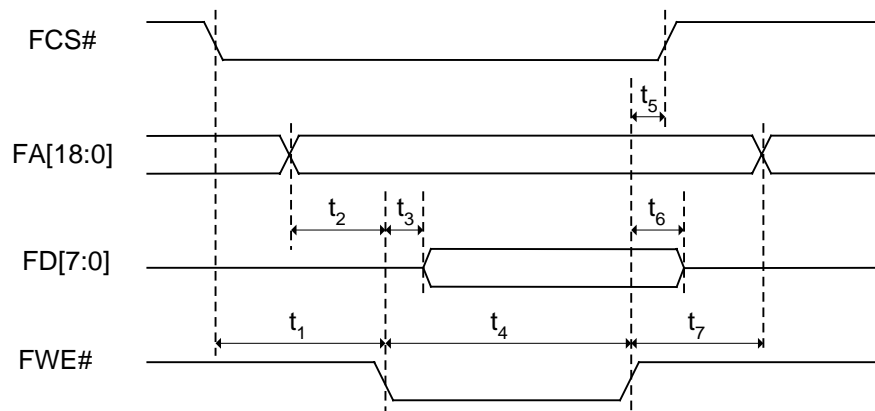 FCS#
t5
FA[18:0]
t2 t3 t6
FD[7:0]
t1 t4 t7
FWE#